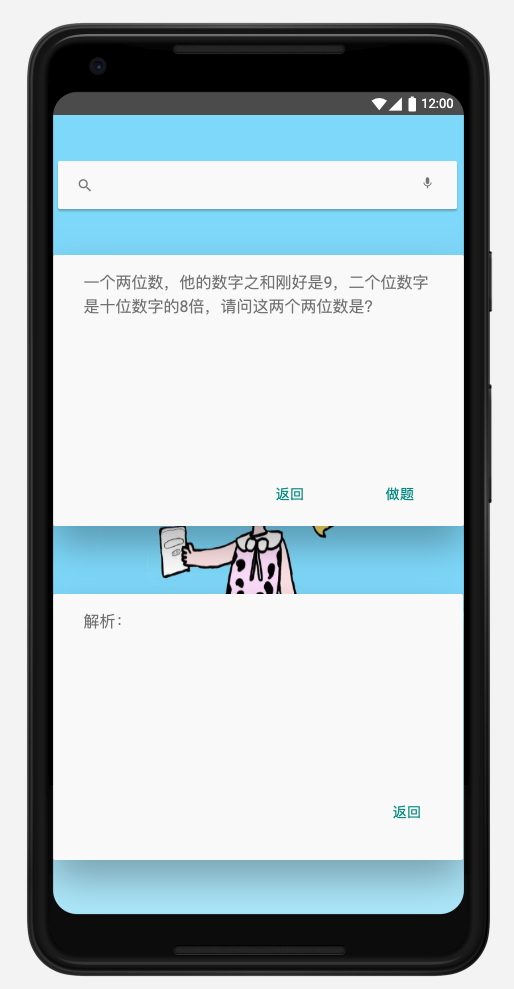 12:00
一个两位数，他的数字之和刚好是9，二个位数字
是十位数字的8倍，请问这两个两位数是?
返回
做题
解析：
返回